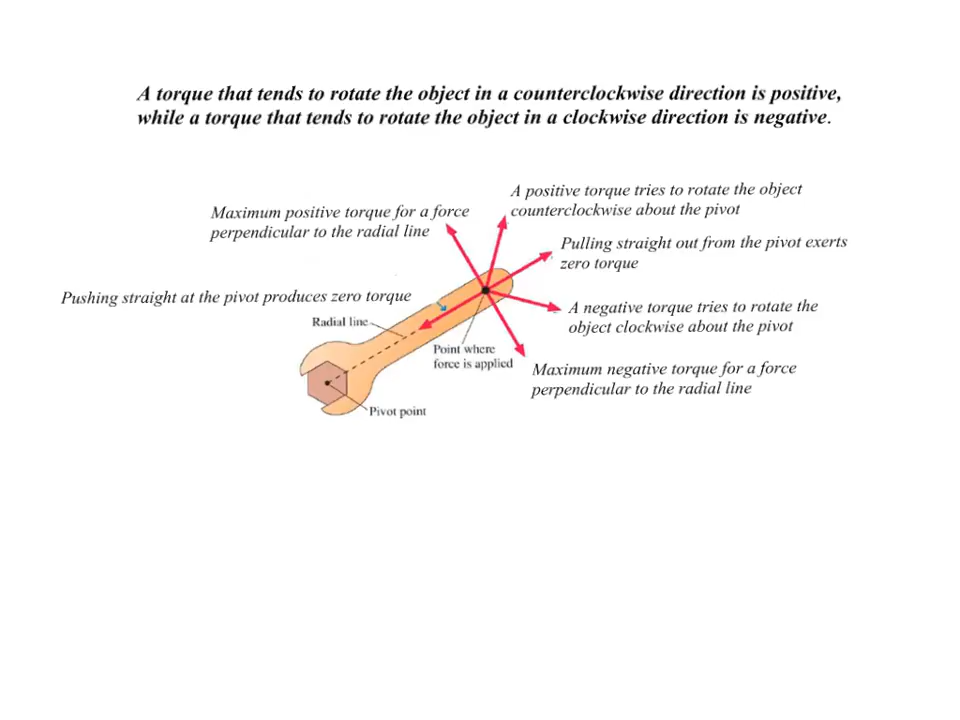 A torque that tends to rotate the object in a counterclockwise direction is positive,
while a torque that tends to rotate the object in a clockwise direction is negative.
A positive torque tries to rotate the object
counterclockwise about the pivot
Maximum positive torque for a force
perpendicular to the radial line
Pulling straight out from the pivot exerts
zero torque
Pushing straight at the pivot produces zero torque
A negative torque tries to rotate the
object clockwise about the pivot
Radial line
Point where
force is applied
Maximum negative torque for a force
perpendicular to the radial line
Pivot point